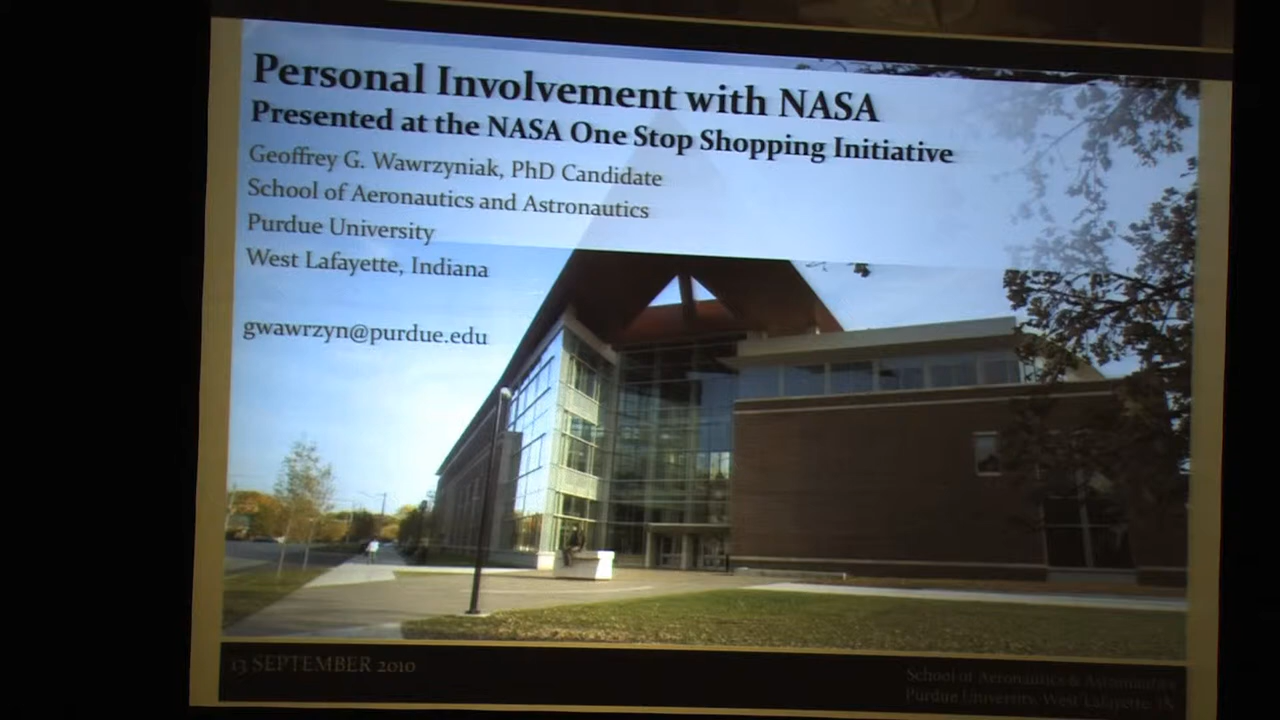 Personal Involvement with NASA
Presented at the NASA One Stop Shopping Initiative
Geoffrey G. Wawrzyniak, PhD Candidate
School of Aeronautics and Astronautics
Purdue University
West Lafayette, Indiana
gwawrzyn@purdue.edu
13 SEPTEMBER 2010
School of Aeronautics & Astronautics
Purdue University, West Lafayette, IN